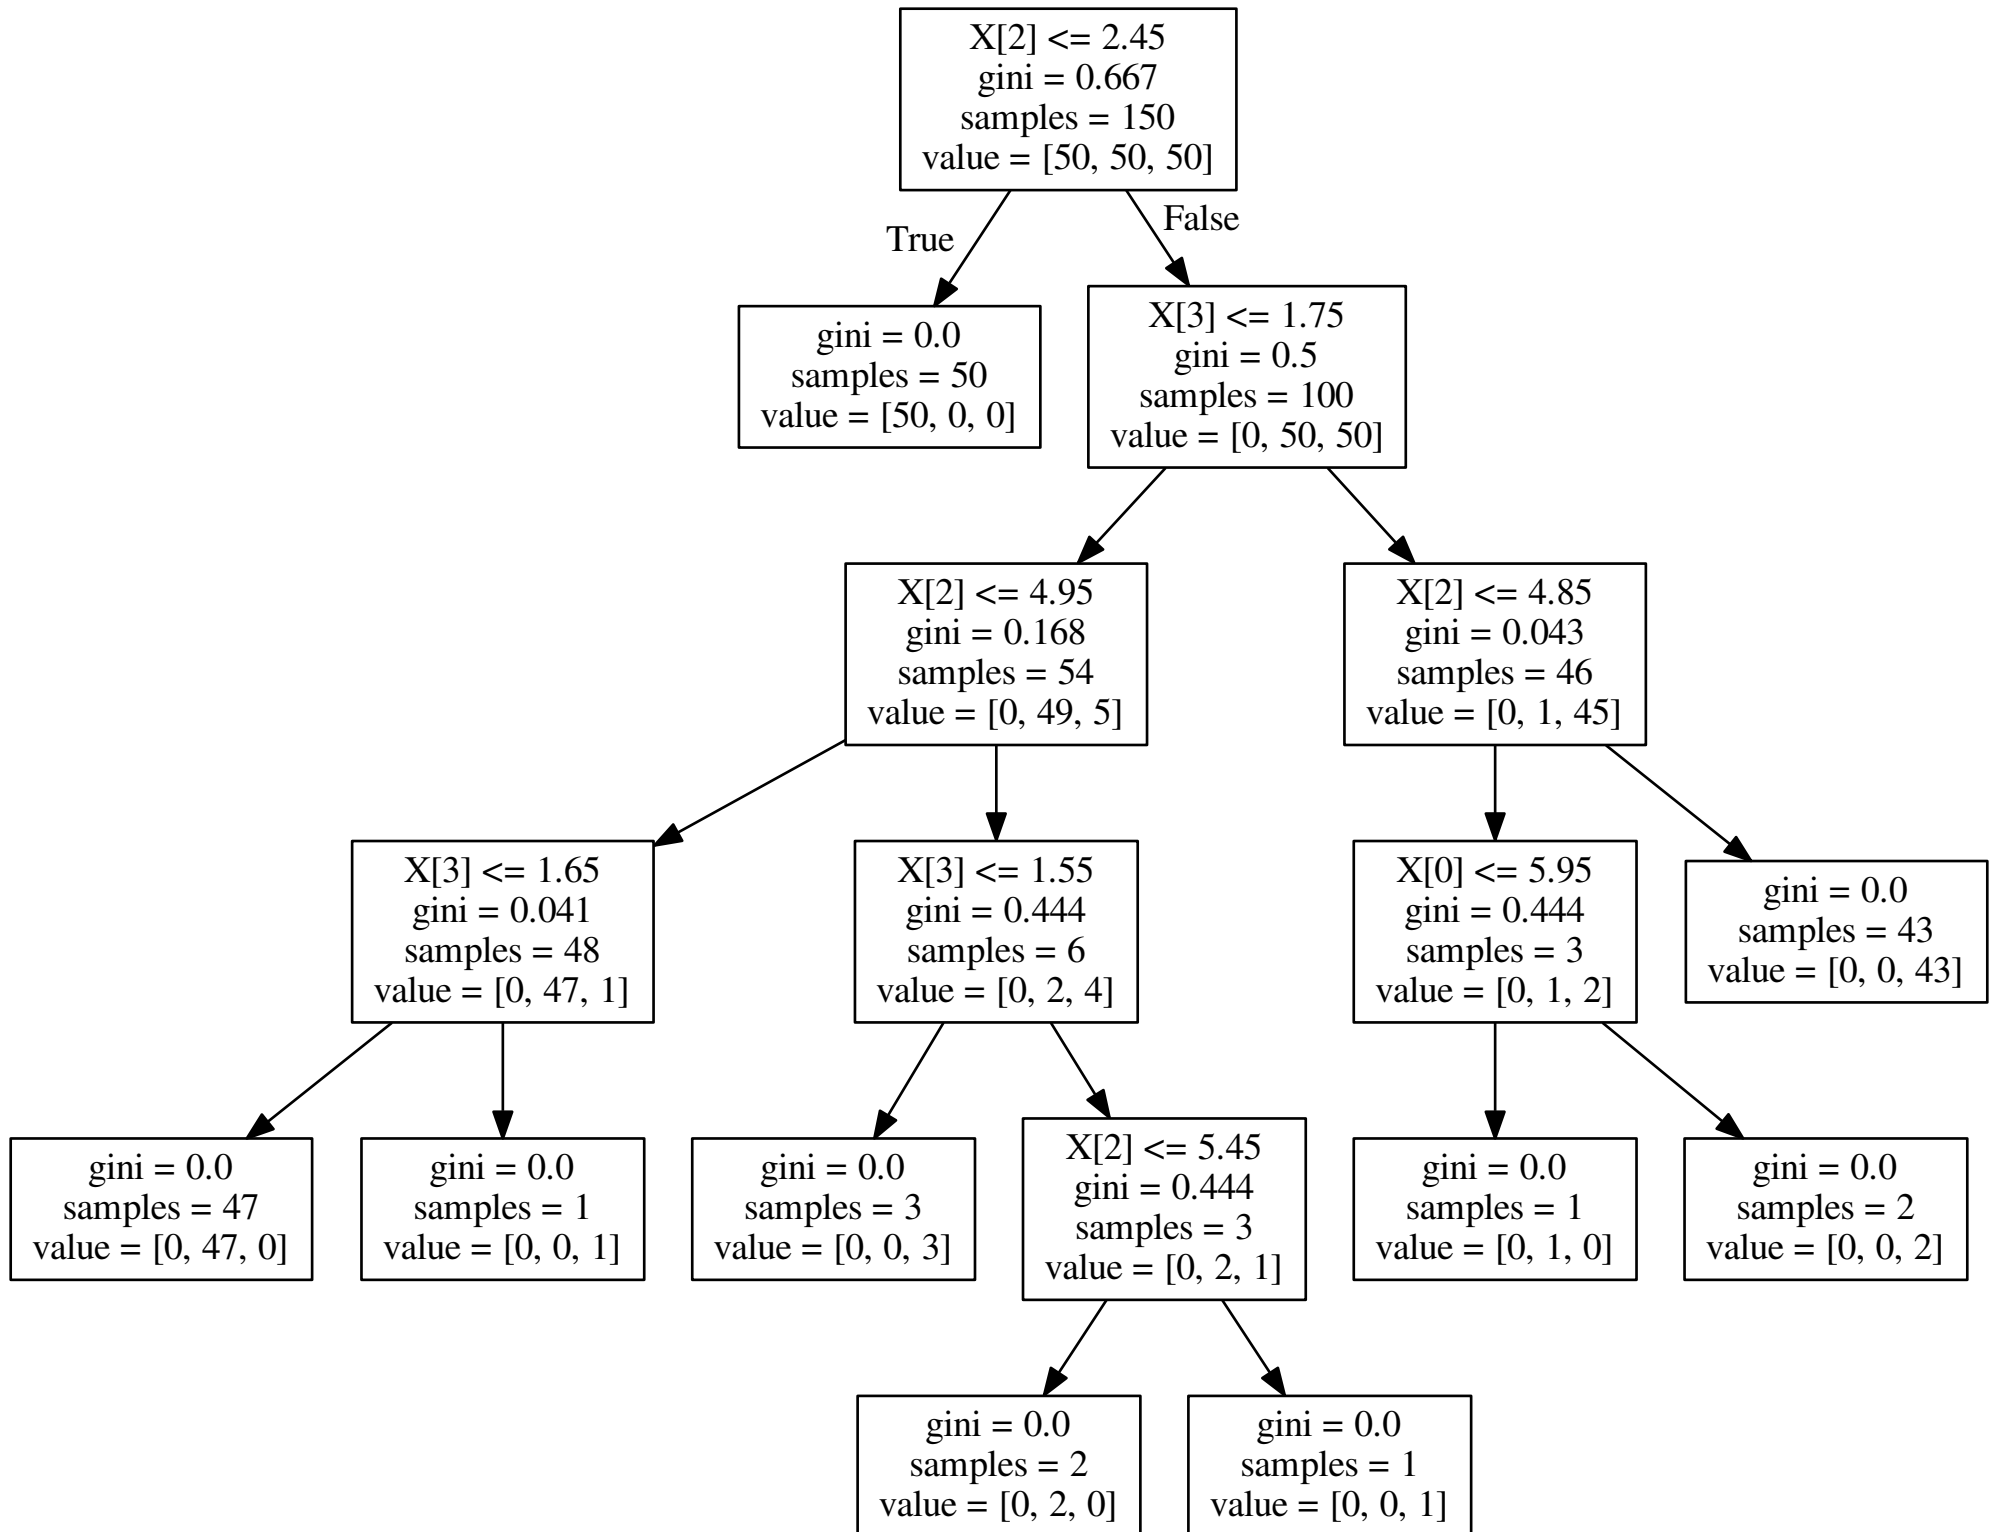 X[2] <= 2.45
gini = 0.667
samples = 150
value = [50, 50, 50]
True
False
gini = 0.0
samples = 50
value = [50, 0, 0]
X[3] <= 1.75
gini = 0.5
samples = 100
value = [0, 50, 50]
X[2] <= 4.95
gini = 0.168
samples = 54
value = [0, 49, 5]
X[2] <= 4.85
gini = 0.043
samples = 46
value = [0, 1, 45]
X[3] <= 1.65
gini = 0.041
samples = 48
value = [0, 47, 1]
X[3] <= 1.55
gini = 0.444
samples = 6
value = [0, 2, 4]
X[0] <= 5.95
gini = 0.444
samples = 3
value = [0, 1, 2]
gini = 0.0
samples = 43
value = [0, 0, 43]
gini = 0.0
samples = 47
value = [0, 47, 0]
gini = 0.0
samples = 1
value = [0, 0, 1]
gini = 0.0
samples = 3
value = [0, 0, 3]
X[2] <= 5.45
gini = 0.444
samples = 3
value = [0, 2, 1]
gini = 0.0
samples = 1
value = [0, 1, 0]
gini = 0.0
samples = 2
value = [0, 0, 2]
gini = 0.0
samples = 2
value = [0, 2, 0]
gini = 0.0
samples = 1
value = [0, 0, 1]